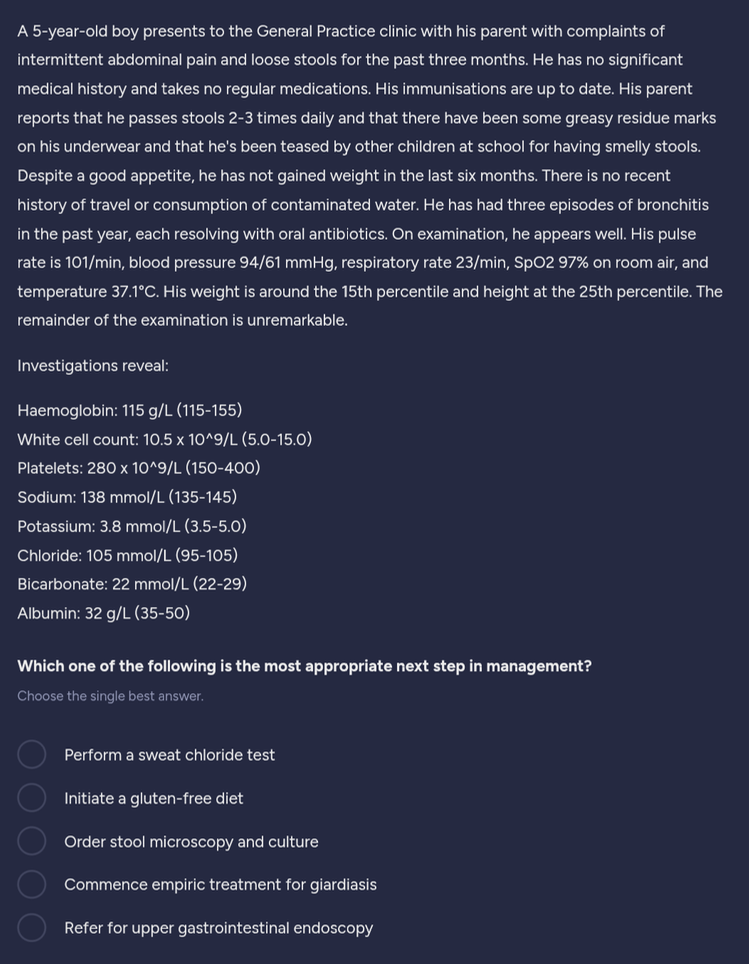 A 5-year-old boy presents to the General Practice clinic with his parent with complaints of
intermittent abdominal pain and loose stools for the past three months. He has no significant
medical history and takes no regular medications. His immunisations are up to date. His parent
reports that he passes stools 2-3 times daily and that there have been some greasy residue marks
on his underwear and that he's been teased by other children at school for having smelly stools.
Despite a good appetite, he has not gained weight in the last six months. There is no recent
history of travel or consumption of contaminated water. He has had three episodes of bronchitis
in the past year, each resolving with oral antibiotics. On examination, he appears well. His pulse
rate is 101/min, blood pressure 94/61 mmHg, respiratory rate 23/min, SpO2 97% on room air, and
temperature 37.1°C. His weight is around the 15th percentile and height at the 25th percentile. The
remainder of the examination is unremarkable.
Investigations reveal:
Haemoglobin: 115 g/L (115-155)
White cell count: 10.5 x 10^9/L (5.0-15.0)
Platelets: 280 x 10^9/L (150-400)
Sodium: 138 mmol/L (135-145)
Potassium: 3.8 mmol/L (3.5-5.0)
Chloride: 105 mmol/L (95-105)
Bicarbonate: 22 mmol/L (22-29)
Albumin: 32 g/L (35-50)
Which one of the following is the most appropriate next step in management?
Choose the single best answer.
Perform a sweat chloride test
Initiate a gluten-free diet
Order stool microscopy and culture
Commence empiric treatment for giardiasis
Refer for upper gastrointestinal endoscopy